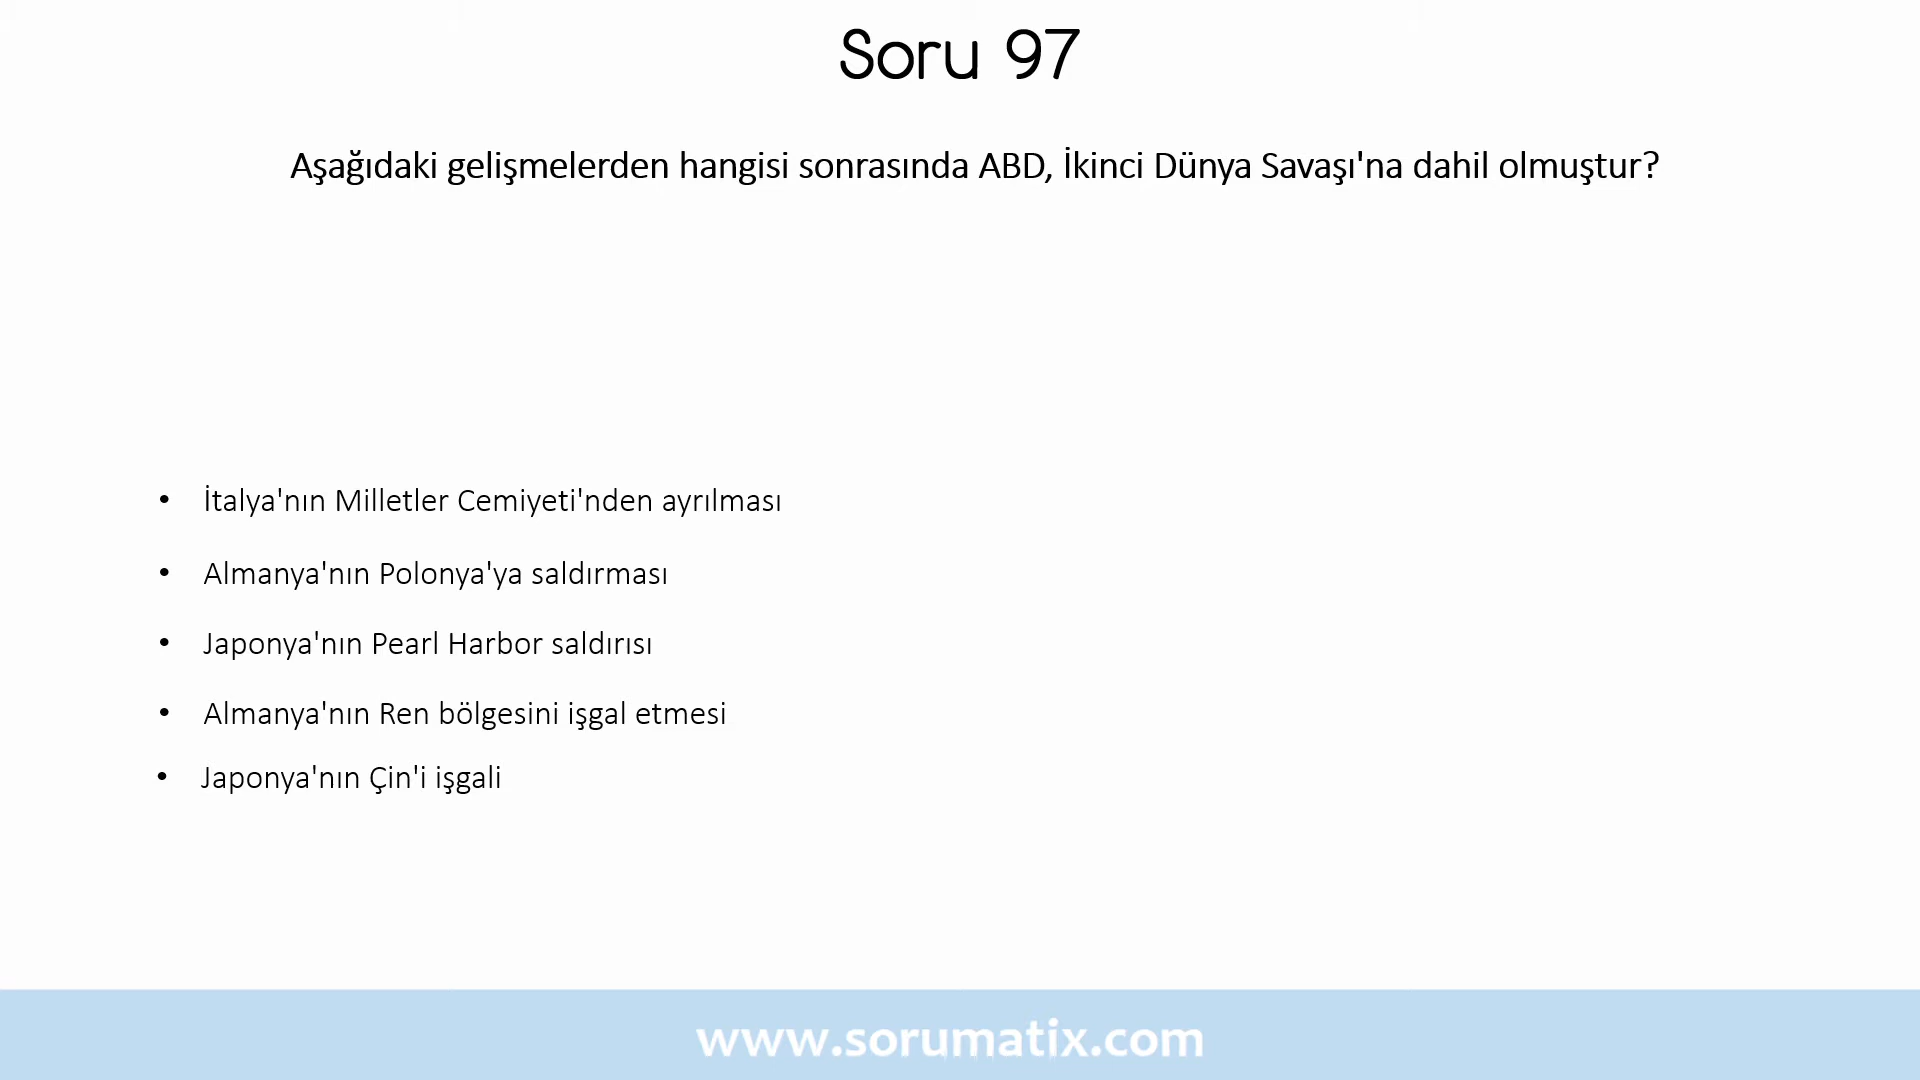 Soru 97
Aşağıdaki gelişmelerden hangisi sonrasında ABD, İkinci Dünya Savaşı'na dahil olmuştur?
• İtalya'nın Milletler Cemiyeti'nden ayrılması
• Almanya'nın Polonya'ya saldırması
• Japonya'nın Pearl Harbor saldırısı
• Almanya'nın Ren bölgesini işgal etmesi
• Japonya'nın Çin'i işgali
www.sorumatix.com